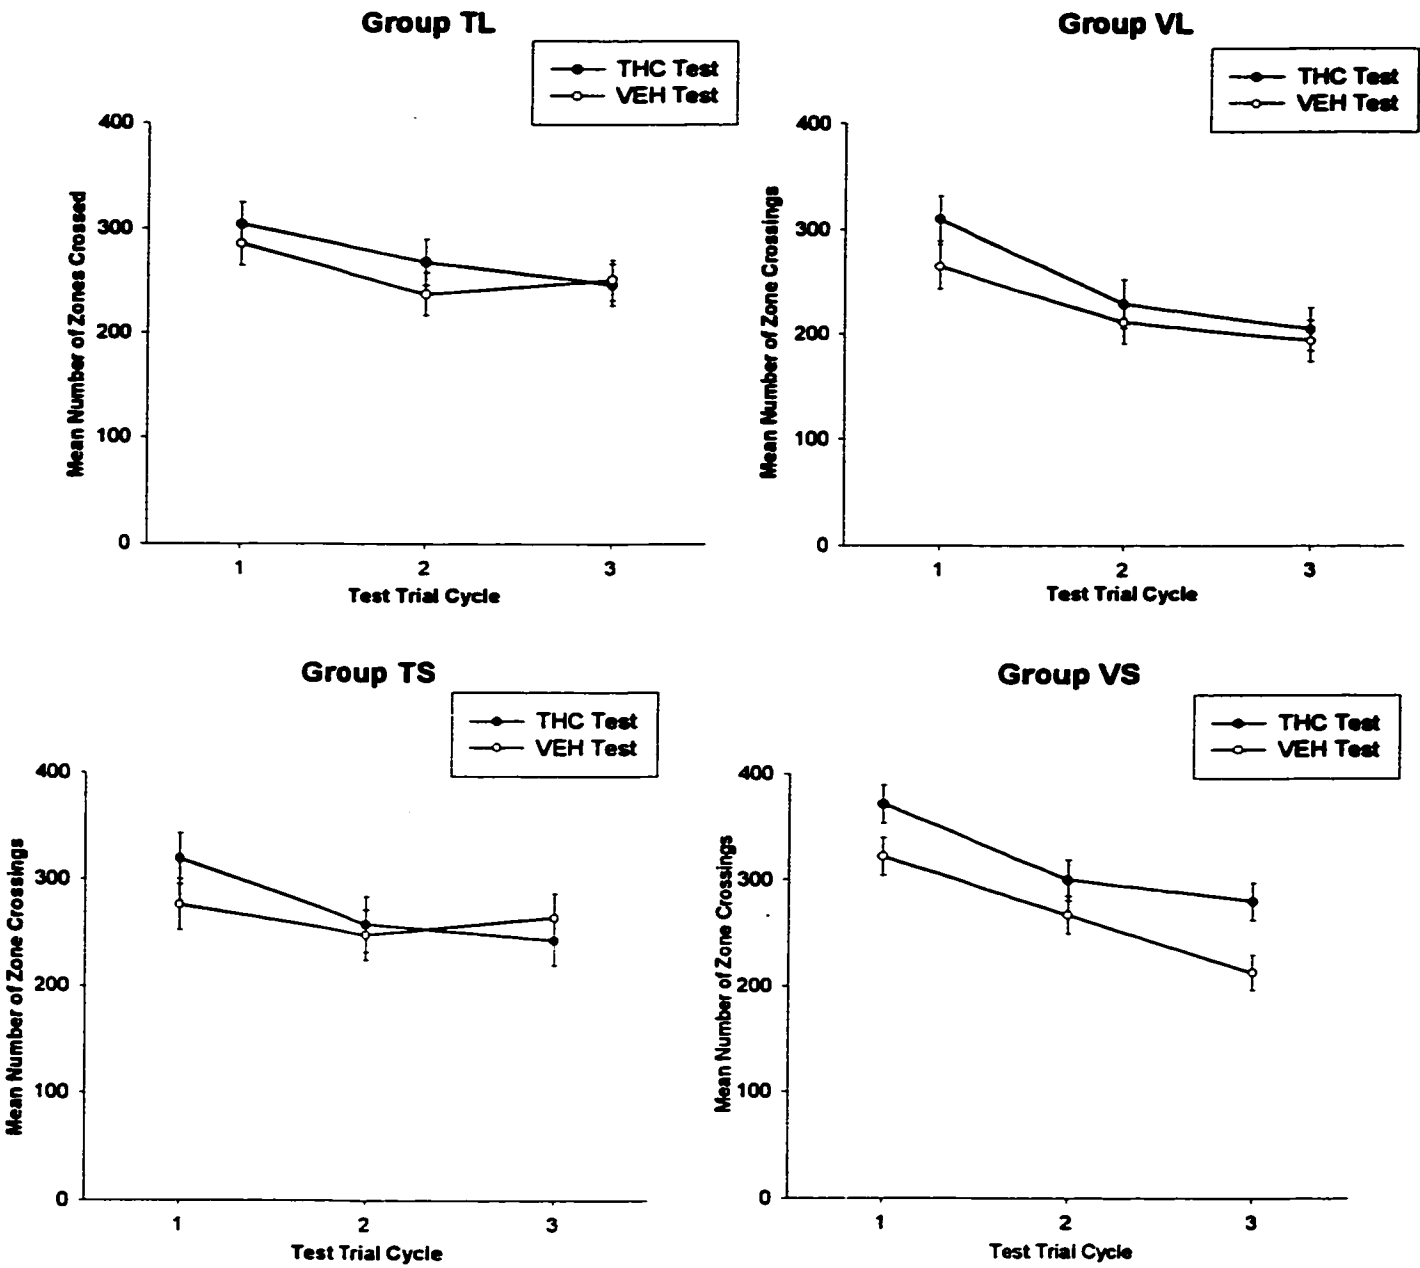 Group TL
THC Test
VEH Test
400
300
200
100
0
Mean Number of Zones Crossed
1 2 3
Test Trial Cycle
Group VL
THC Test
VEH Test
400
300
200
100
0
Mean Number of Zone Crossings
1 2 3
Test Trial Cycle
Group TS
THC Test
VEH Test
400
300
200
100
0
Mean Number of Zone Crossings
1 2 3
Test Trial Cycle
Group VS
THC Test
VEH Test
400
300
200
100
0
Mean Number of Zone Crossings
1 2 3
Test Trial Cycle